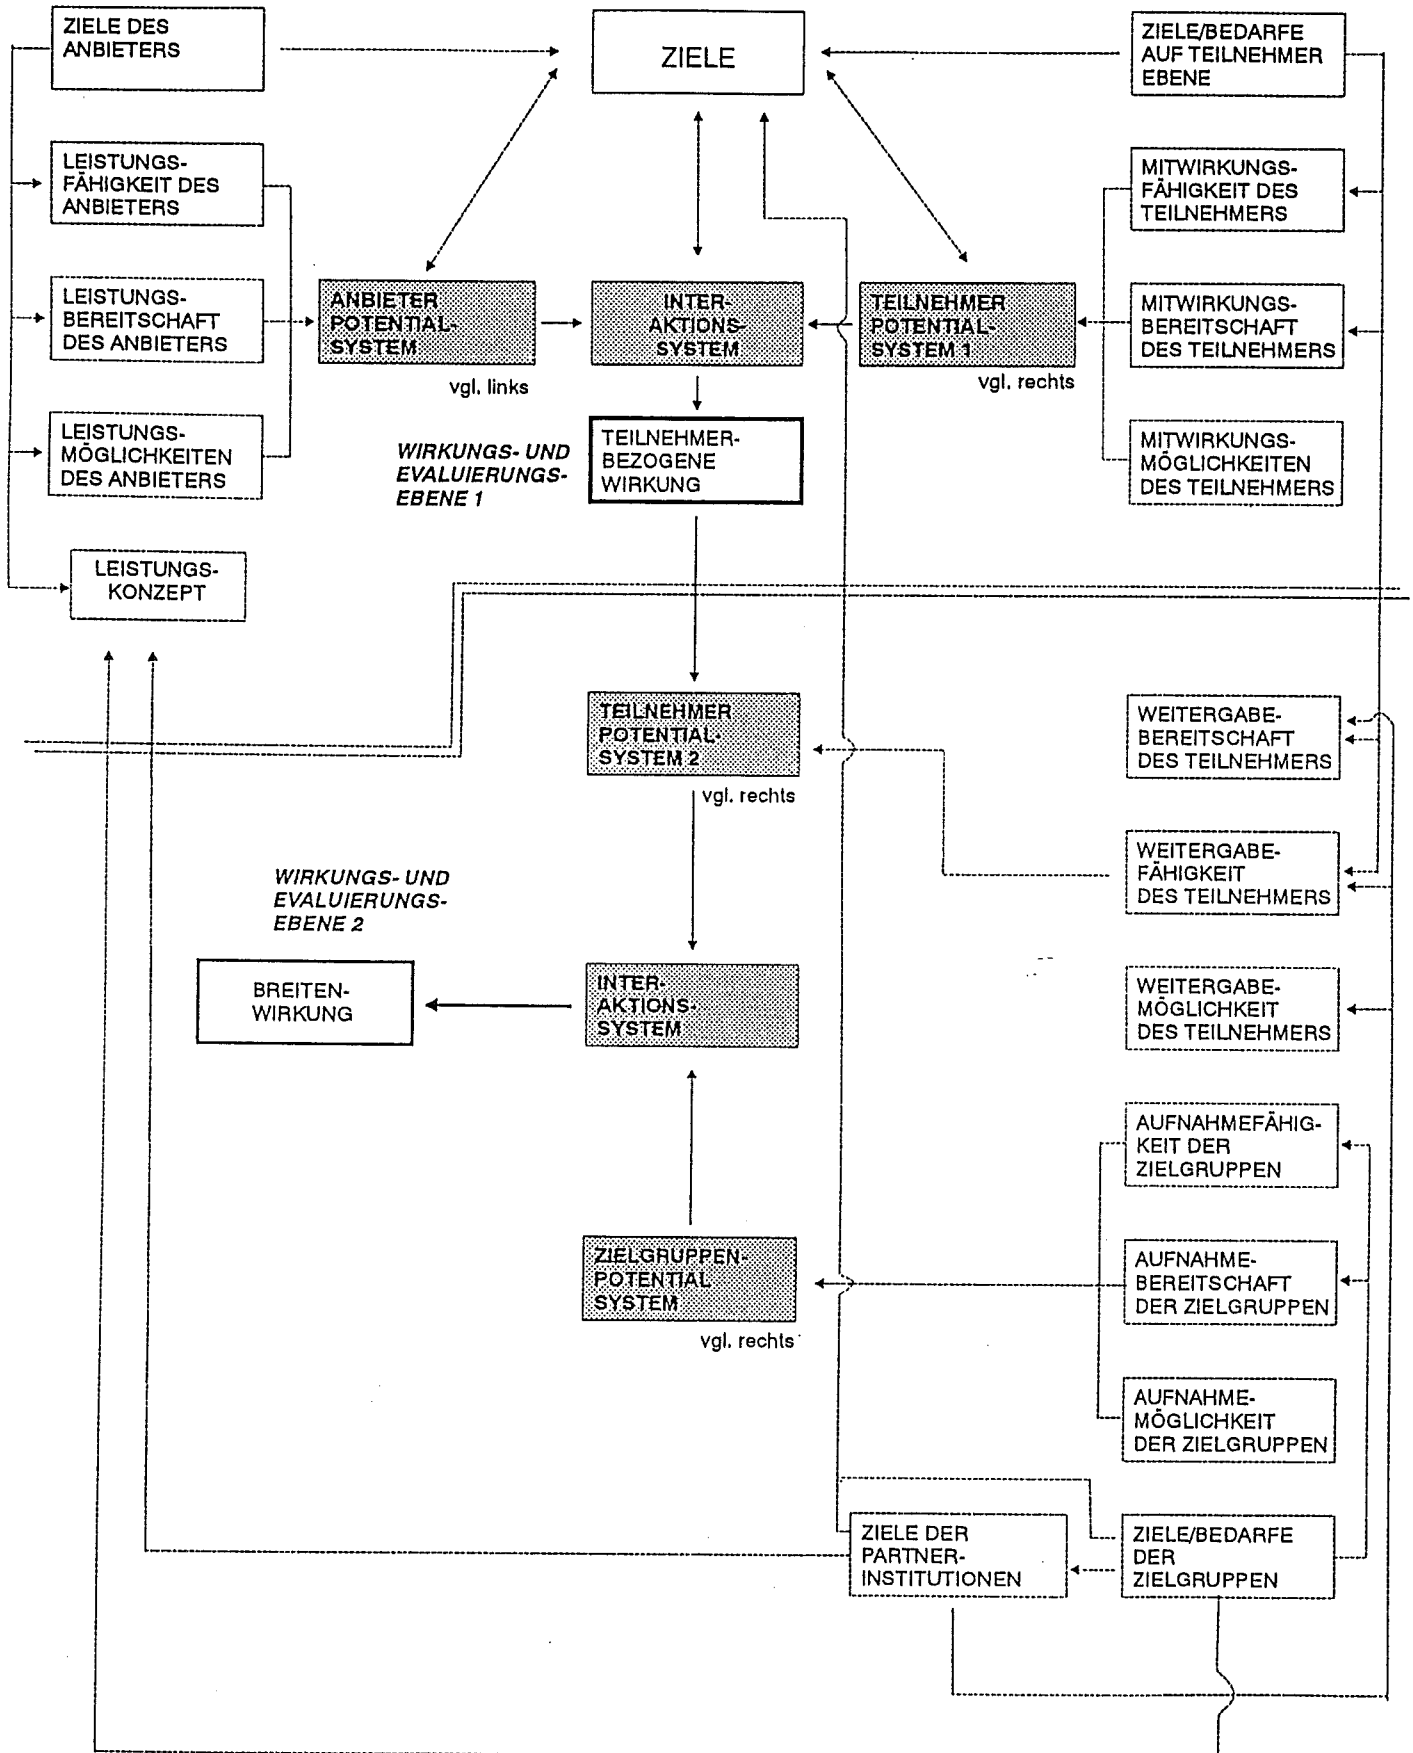 ZIELE DES
ANBIETERS
ZIELE
ZIELE/BEDARFE
AUF TEILNEHMER
EBENE
LEISTUNGS-
FÄHIGKEIT DES
ANBIETERS
MITWIRKUNGS-
FÄHIGKEIT DES
TEILNEHMERS
LEISTUNGS-
BEREITSCHAFT
DES ANBIETERS
ANBIETER
POTENTIAL-
SYSTEM
vgl. links
INTER-
AKTIONS-
SYSTEM
TEILNEHMER
POTENTIAL-
SYSTEM 1
vgl. rechts
MITWIRKUNGS-
BEREITSCHAFT
DES TEILNEHMERS
LEISTUNGS-
MÖGLICHKEITEN
DES ANBIETERS
WIRKUNGS- UND
EVALUIERUNGS-
EBENE 1
TEILNEHMER-
BEZOGENE
WIRKUNG
MITWIRKUNGS-
MÖGLICHKEITEN
DES TEILNEHMERS
LEISTUNGS-
KONZEPT
TEILNEHMER
POTENTIAL-
SYSTEM 2
vgl. rechts
WEITERGABE-
BEREITSCHAFT
DES TEILNEHMERS
WEITERGABE-
FÄHIGKEIT
DES TEILNEHMERS
WIRKUNGS- UND
EVALUIERUNGS-
EBENE 2
BREITEN-
WIRKUNG
INTER-
AKTIONS-
SYSTEM
WEITERGABE-
MÖGLICHKEIT
DES TEILNEHMERS
AUFNAHMEFÄHIG-
KEIT DER
ZIELGRUPPEN
ZIELGRUPPEN-
POTENTIAL
SYSTEM
vgl. rechts
AUFNAHME-
BEREITSCHAFT
DER ZIELGRUPPEN
AUFNAHME-
MÖGLICHKEIT
DER ZIELGRUPPEN
ZIELE DER
PARTNER-
INSTITUTIONEN
ZIELE/BEDARFE
DER
ZIELGRUPPEN